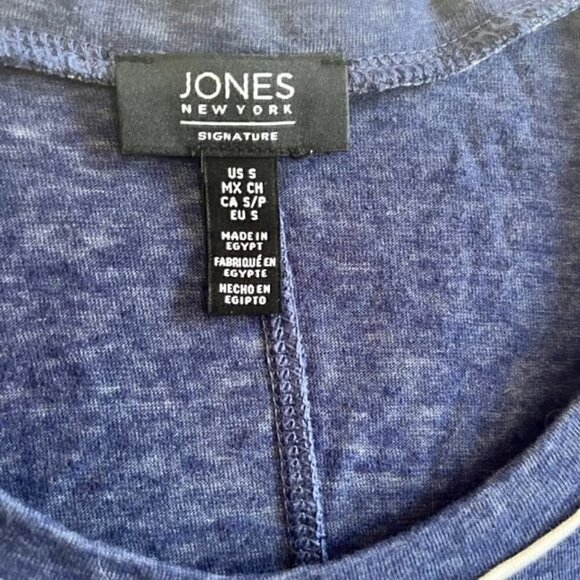 JONES
NEW YORK
SIGNATURE
US S
MX CH
CA S/P
EU S
MADE IN
EGYPT
FABRIQUÉ EN
EGYPTE
HECHO EN
EGIPTO